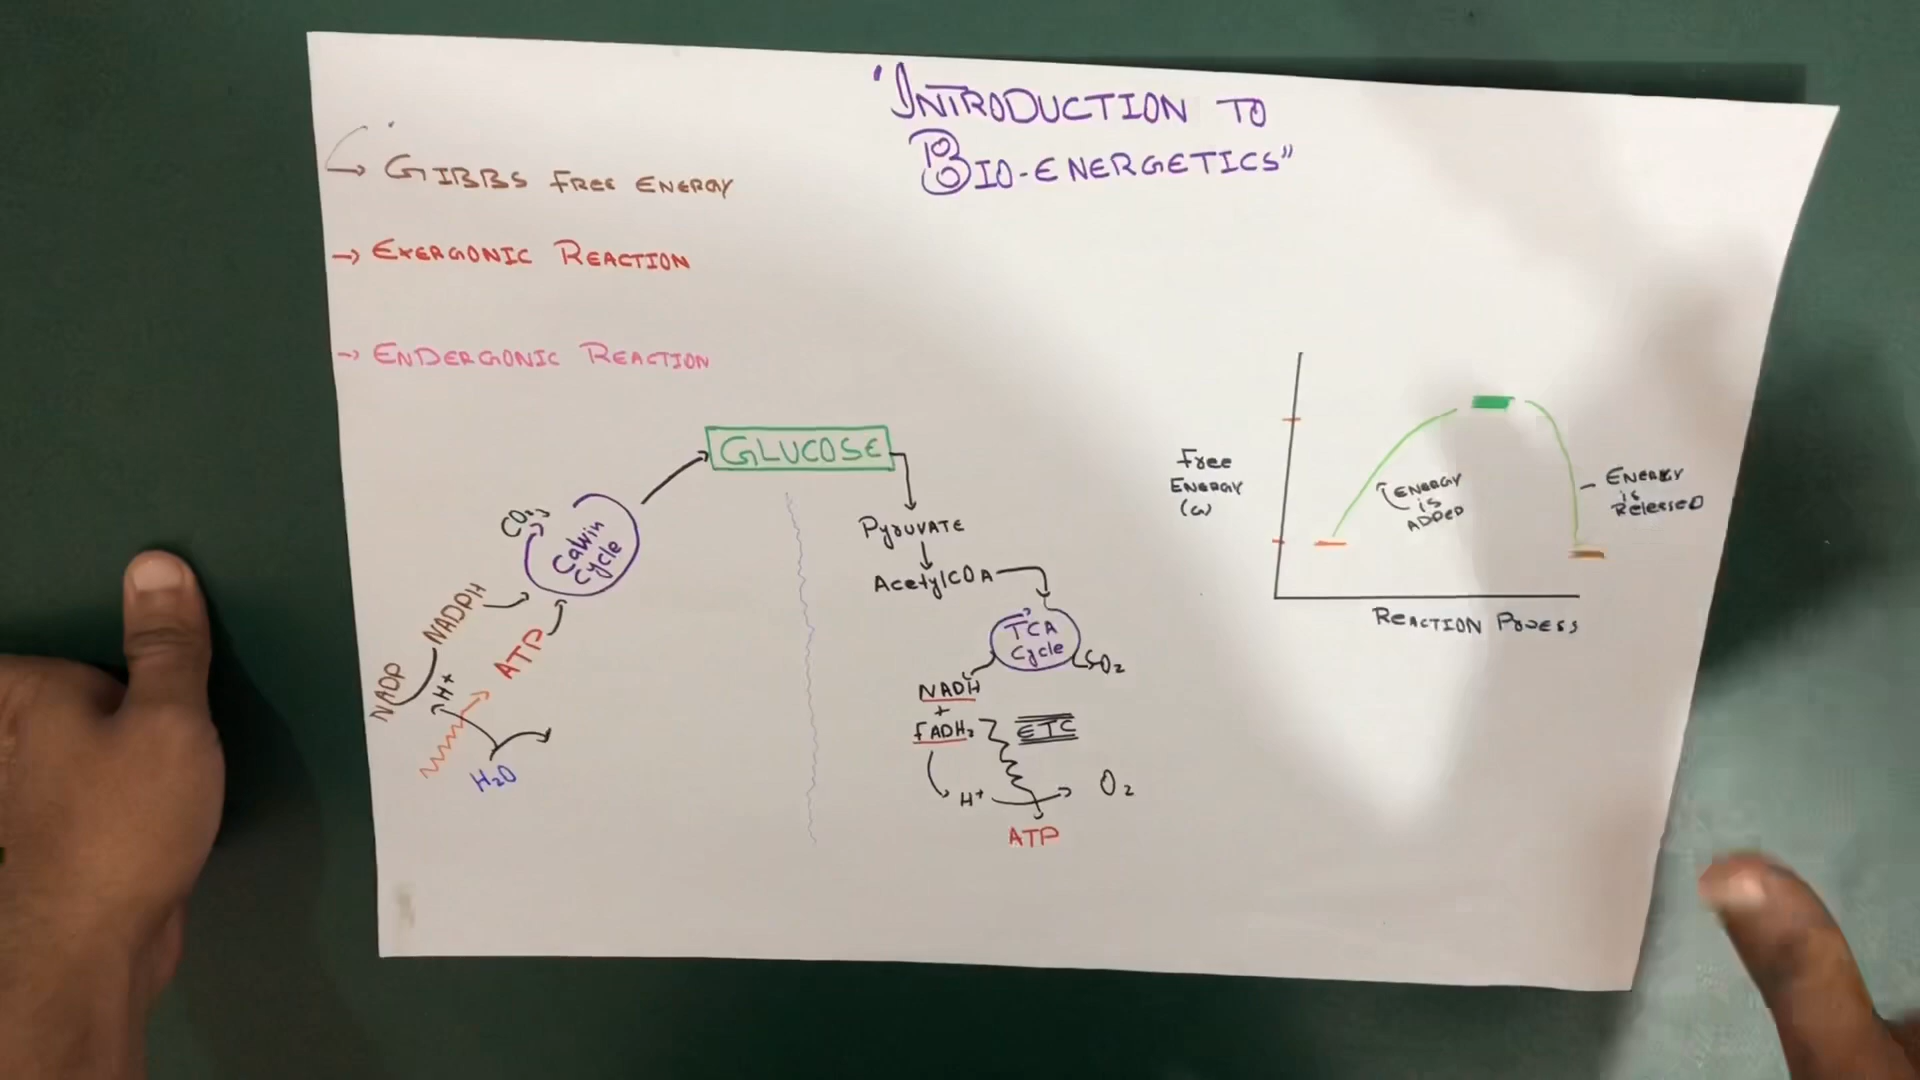 "INTRODUCTION TO
BIO-ENERGETICS"
→ GIBBS FREE ENERGY
→ EXERGONIC REACTION
→ ENDERGONIC REACTION
GLUCOSE
CO₂
Calvin
Cycle
NADPH
ATP
NADP
H+
H₂O
PYRUVATE
AcetylCOA
TCA
Cycle
CO₂
NADH
+
FADH₂
ETC
H+
O₂
ATP
Free
ENERGY
(G)
ENERGY
is
ADDED
ENERGY
is
Released
REACTION PROCESS